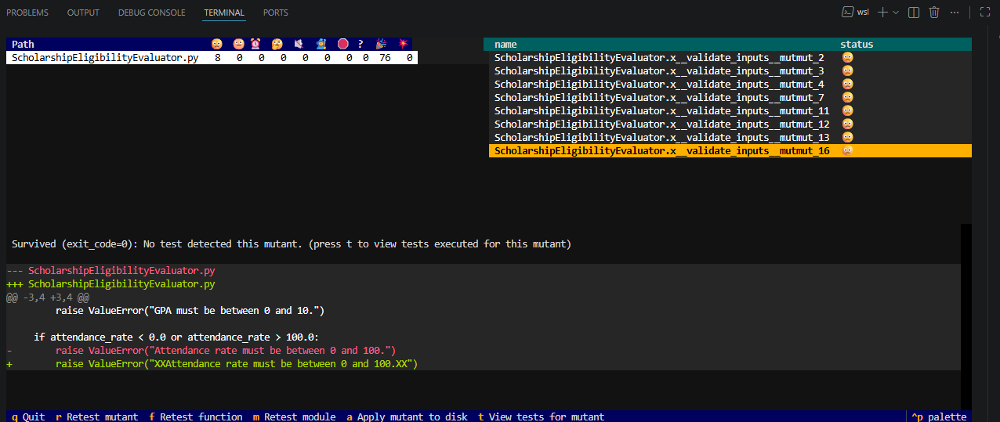 PROBLEMS OUTPUT DEBUG CONSOLE TERMINAL PORTS wsl
Path 🙁 🫥 ⏰ 🤔 🔇 🧙 🛑 ? 🎉 💥 name status
ScholarshipEligibilityEvaluator.py 8 0 0 0 0 0 0 0 76 0 ScholarshipEligibilityEvaluator.x__validate_inputs__mutmut_2 🙁
ScholarshipEligibilityEvaluator.x__validate_inputs__mutmut_3 🙁
ScholarshipEligibilityEvaluator.x__validate_inputs__mutmut_4 🙁
ScholarshipEligibilityEvaluator.x__validate_inputs__mutmut_7 🙁
ScholarshipEligibilityEvaluator.x__validate_inputs__mutmut_11 🙁
ScholarshipEligibilityEvaluator.x__validate_inputs__mutmut_12 🙁
ScholarshipEligibilityEvaluator.x__validate_inputs__mutmut_13 🙁
ScholarshipEligibilityEvaluator.x__validate_inputs__mutmut_16 🙁
Survived (exit_code=0): No test detected this mutant. (press t to view tests executed for this mutant)
--- ScholarshipEligibilityEvaluator.py
+++ ScholarshipEligibilityEvaluator.py
@@ -3,4 +3,4 @@
raise ValueError("GPA must be between 0 and 10.")
if attendance_rate < 0.0 or attendance_rate > 100.0:
- raise ValueError("Attendance rate must be between 0 and 100.")
+ raise ValueError("XXAttendance rate must be between 0 and 100.XX")
q Quit r Retest mutant f Retest function m Retest module a Apply mutant to disk t View tests for mutant ^p palette